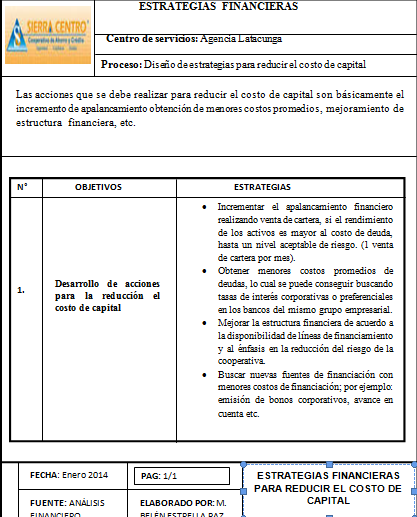 ESTRATEGIAS FINANCIERAS
SIERRA CENTRO
Cooperativa de Ahorro y Crédito
Centro de servicios: Agencia Latacunga
Proceso: Diseño de estrategias para reducir el costo de capital
Las acciones que se debe realizar para reducir el costo de capital son básicamente el
incremento de apalancamiento obtención de menores costos promedios, mejoramiento de
estructura financiera, etc.
N°
OBJETIVOS
ESTRATEGIAS
1.
Desarrollo de acciones
para la reducción el
costo de capital
• Incrementar el apalancamiento financiero
realizando venta de cartera, si el rendimiento
de los activos es mayor al costo de deuda,
hasta un nivel aceptable de riesgo. (1 venta
de cartera por mes).
• Obtener menores costos promedios de
deudas, lo cual se puede conseguir buscando
tasas de interés corporativas o preferenciales
en los bancos del mismo grupo empresarial.
• Mejorar la estructura financiera de acuerdo a
la disponibilidad de líneas de financiamiento
y al énfasis en la reducción del riesgo de la
cooperativa.
• Buscar nuevas fuentes de financiación con
menores costos de financiación; por ejemplo:
emisión de bonos corporativos, avance en
cuenta etc.
FECHA: Enero 2014
PAG: 1/1
ESTRATEGIAS FINANCIERAS
PARA REDUCIR EL COSTO DE
CAPITAL
FUENTE: ANÁLISIS
FINANCIERO
ELABORADO POR: M.
BELÉN ESTRELLA PAZ